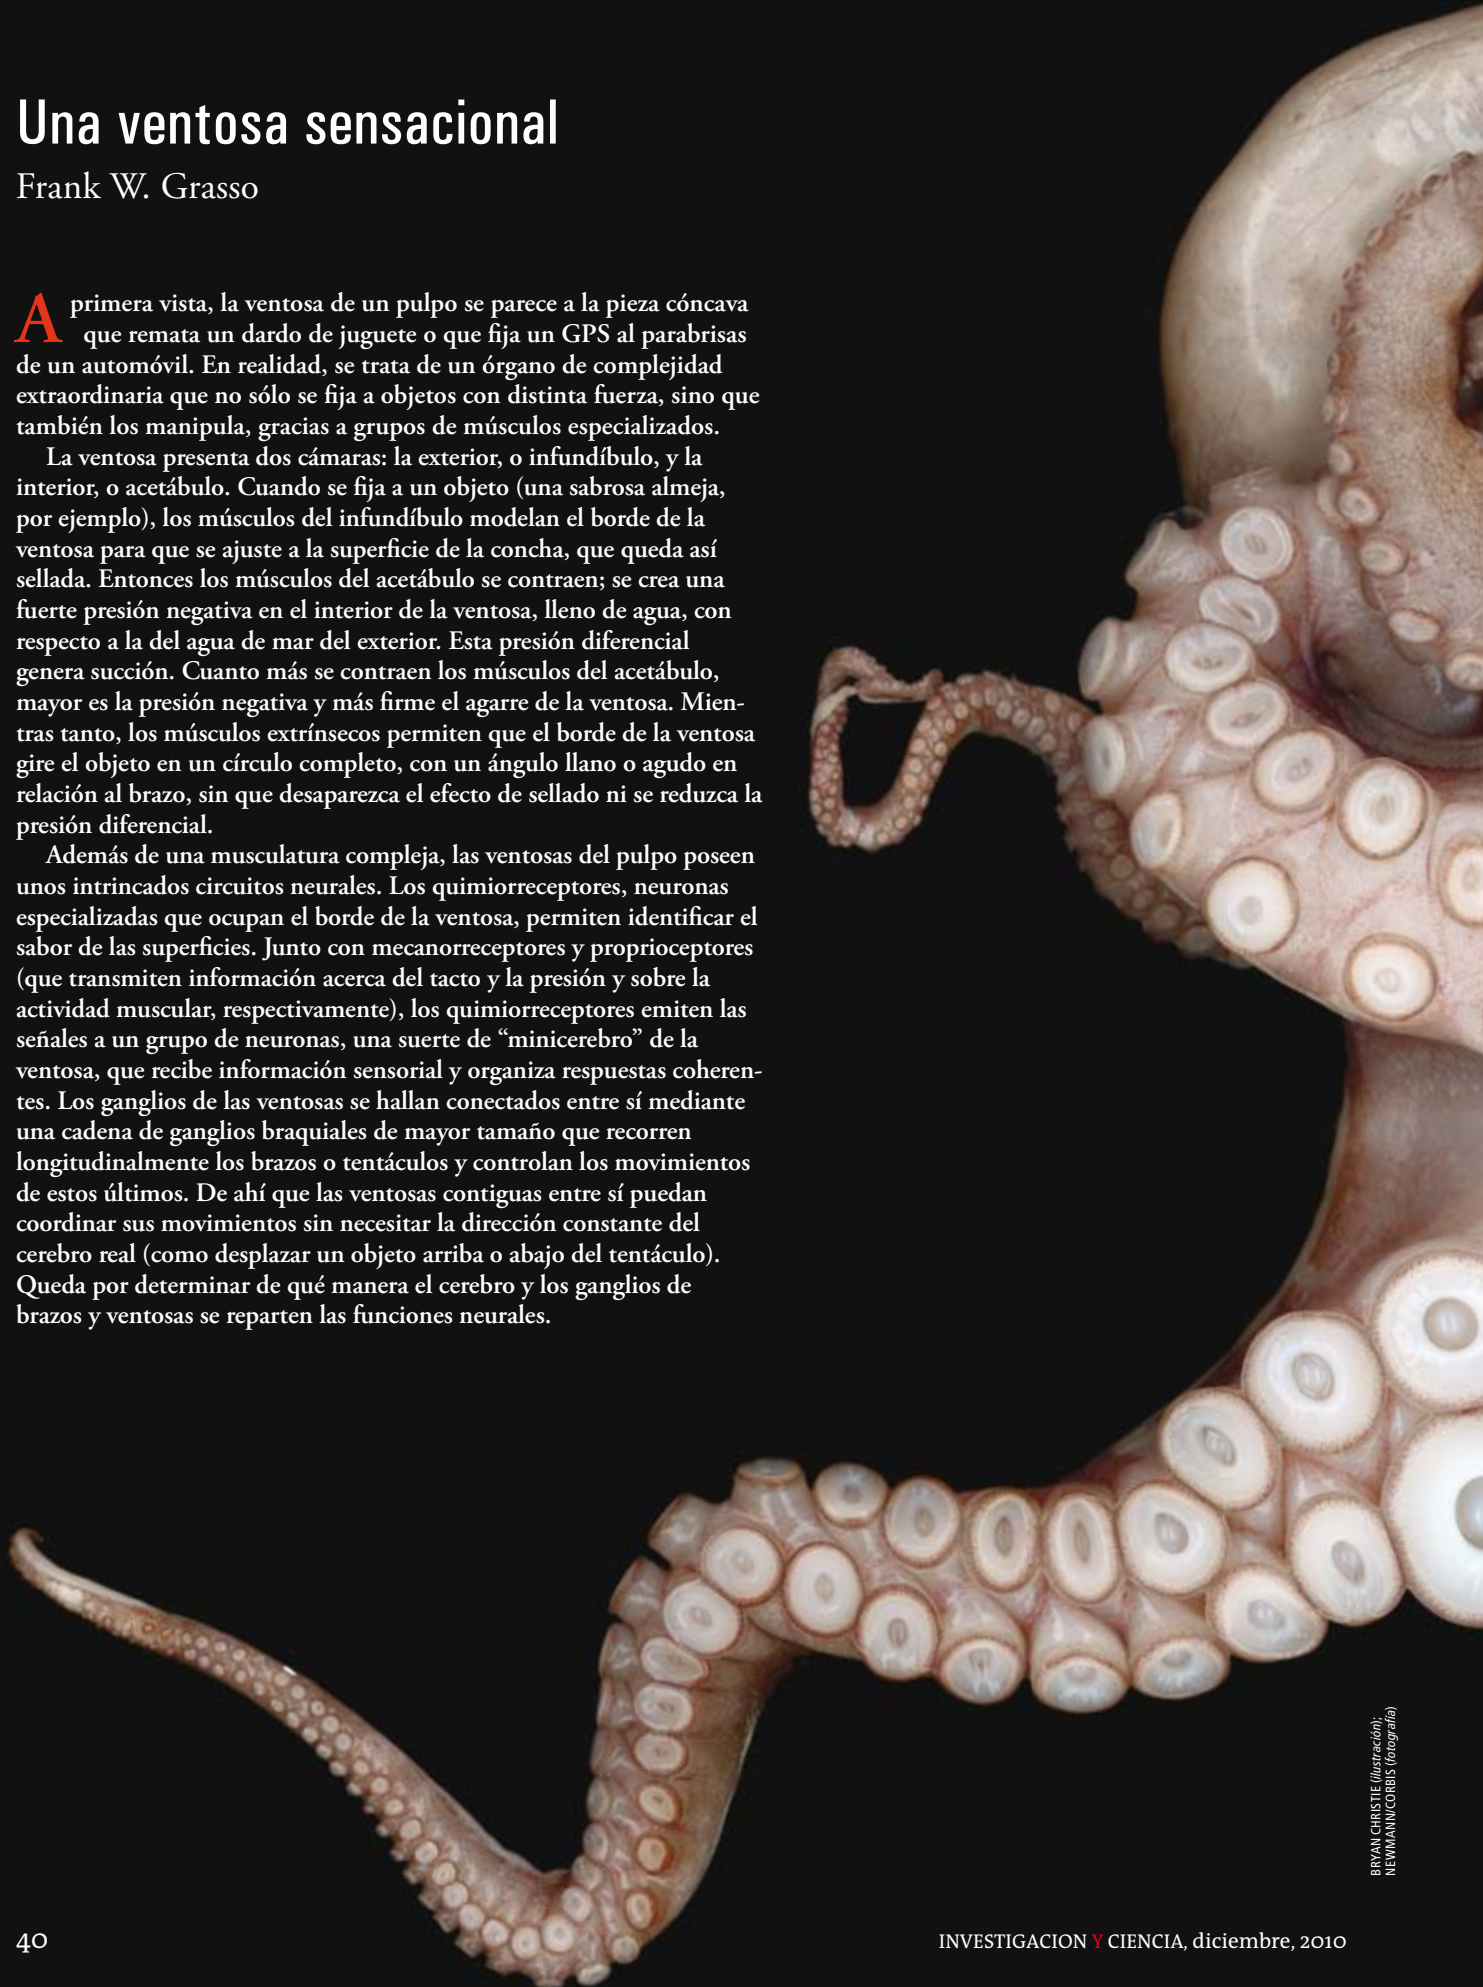 Una ventosa sensacional
Frank W. Grasso
A primera vista, la ventosa de un pulpo se parece a la pieza cóncava
que remata un dardo de juguete o que fija un GPS al parabrisas
de un automóvil. En realidad, se trata de un órgano de complejidad
extraordinaria que no sólo se fija a objetos con distinta fuerza, sino que
también los manipula, gracias a grupos de músculos especializados.
La ventosa presenta dos cámaras: la exterior, o infundíbulo, y la
interior, o acetábulo. Cuando se fija a un objeto (una sabrosa almeja,
por ejemplo), los músculos del infundíbulo modelan el borde de la
ventosa para que se ajuste a la superficie de la concha, que queda así
sellada. Entonces los músculos del acetábulo se contraen; se crea una
fuerte presión negativa en el interior de la ventosa, lleno de agua, con
respecto a la del agua de mar del exterior. Esta presión diferencial
genera succión. Cuanto más se contraen los músculos del acetábulo,
mayor es la presión negativa y más firme el agarre de la ventosa. Mien-
tras tanto, los músculos extrínsecos permiten que el borde de la ventosa
gire el objeto en un círculo completo, con un ángulo llano o agudo en
relación al brazo, sin que desaparezca el efecto de sellado ni se reduzca la
presión diferencial.
Además de una musculatura compleja, las ventosas del pulpo poseen
unos intrincados circuitos neurales. Los quimiorreceptores, neuronas
especializadas que ocupan el borde de la ventosa, permiten identificar el
sabor de las superficies. Junto con mecanorreceptores y proprioceptores
(que transmiten información acerca del tacto y la presión y sobre la
actividad muscular, respectivamente), los quimiorreceptores emiten las
señales a un grupo de neuronas, una suerte de “minicerebro” de la
ventosa, que recibe información sensorial y organiza respuestas coheren-
tes. Los ganglios de las ventosas se hallan conectados entre sí mediante
una cadena de ganglios braquiales de mayor tamaño que recorren
longitudinalmente los brazos o tentáculos y controlan los movimientos
de estos últimos. De ahí que las ventosas contiguas entre sí puedan
coordinar sus movimientos sin necesitar la dirección constante del
cerebro real (como desplazar un objeto arriba o abajo del tentáculo).
Queda por determinar de qué manera el cerebro y los ganglios de
brazos y ventosas se reparten las funciones neurales.
BRYAN CHRISTIE (ilustración);
NEWMANN/CORBIS (fotografía)
40
INVESTIGACION Y CIENCIA, diciembre, 2010